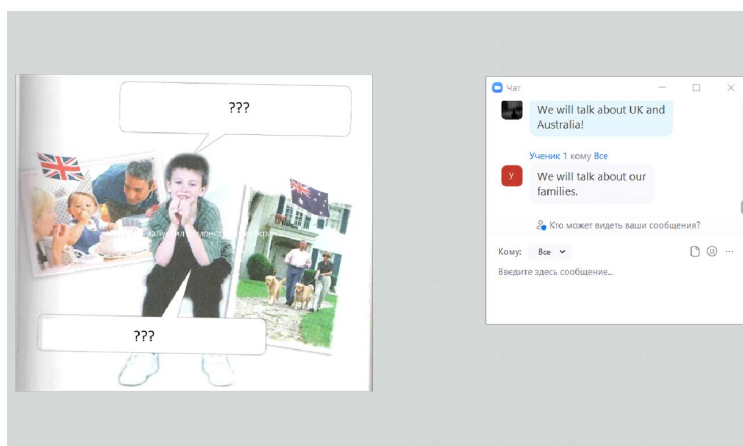 ???
???
Чат
We will talk about UK and
Australia!
Ученик 1 кому Все
У
We will talk about our
families.
Кто может видеть ваши сообщения?
Кому: Все
Введите здесь сообщение...